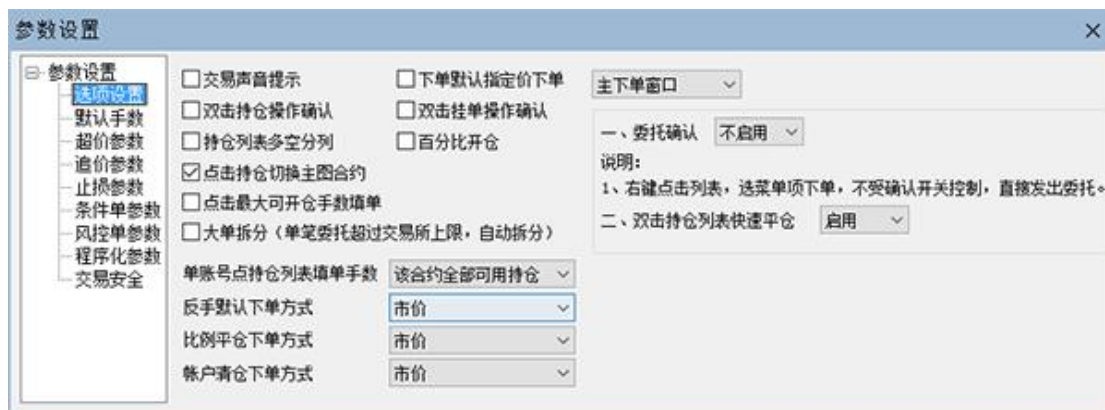 参数设置
参数设置
选项设置
默认手数
超价参数
追价参数
止损参数
条件单参数
风控单参数
程序化参数
交易安全
交易声音提示
下单默认指定价下单
双击持仓操作确认
双击挂单操作确认
持仓列表多空分列
百分比开仓
点击持仓切换主图合约
点击最大可开仓手数填单
大单拆分（单笔委托超过交易所上限，自动拆分）
单账号点持仓列表填单手数 该合约全部可用持仓
反手默认下单方式 市价
比例平仓下单方式 市价
帐户清仓下单方式 市价
主下单窗口
一、委托确认 不启用
说明：
1、右键点击列表，选菜单项下单，不受确认开关控制，直接发出委托。
二、双击持仓列表快速平仓 启用